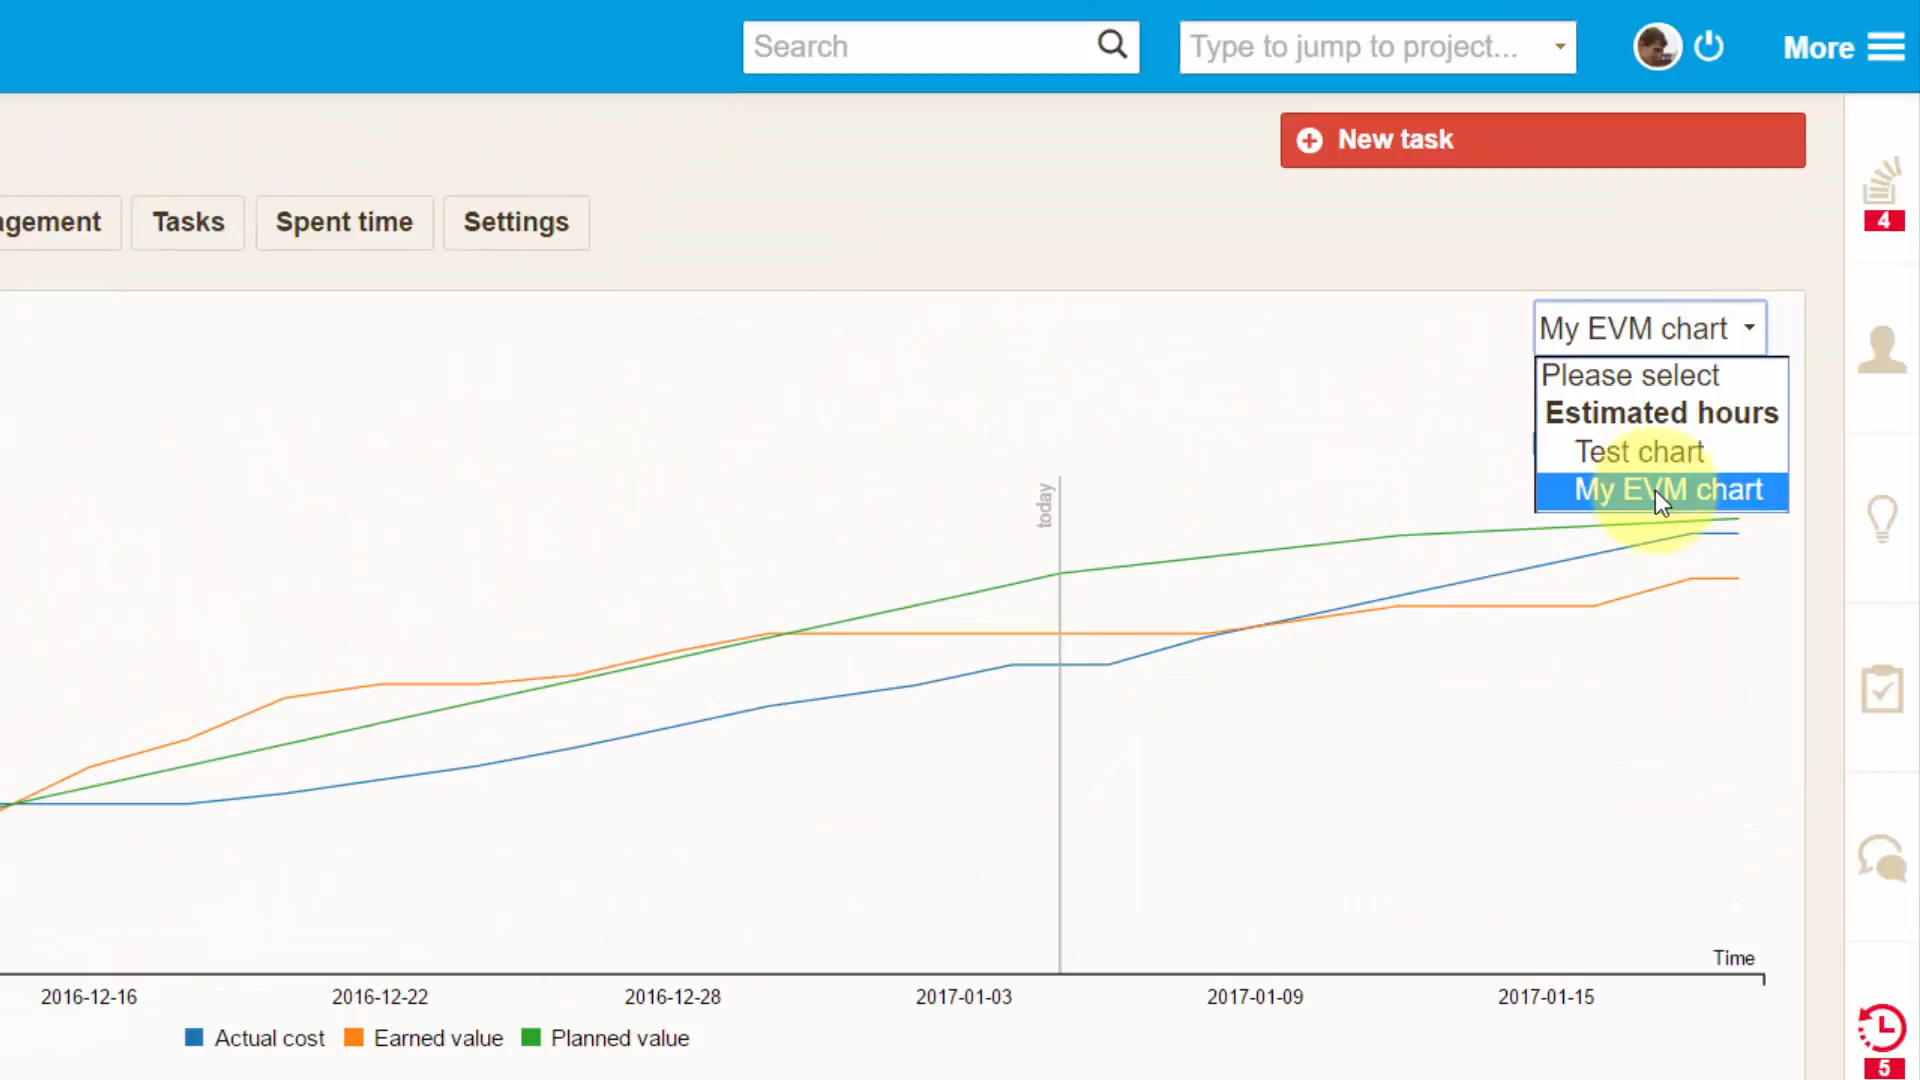 Search
Type to jump to project...
More
New task
4
agement
Tasks
Spent time
Settings
My EVM chart
Please select
Estimated hours
Test chart
My EVM chart
today
Time
2016-12-16
2016-12-22
2016-12-28
2017-01-03
2017-01-09
2017-01-15
Actual cost
Earned value
Planned value
5